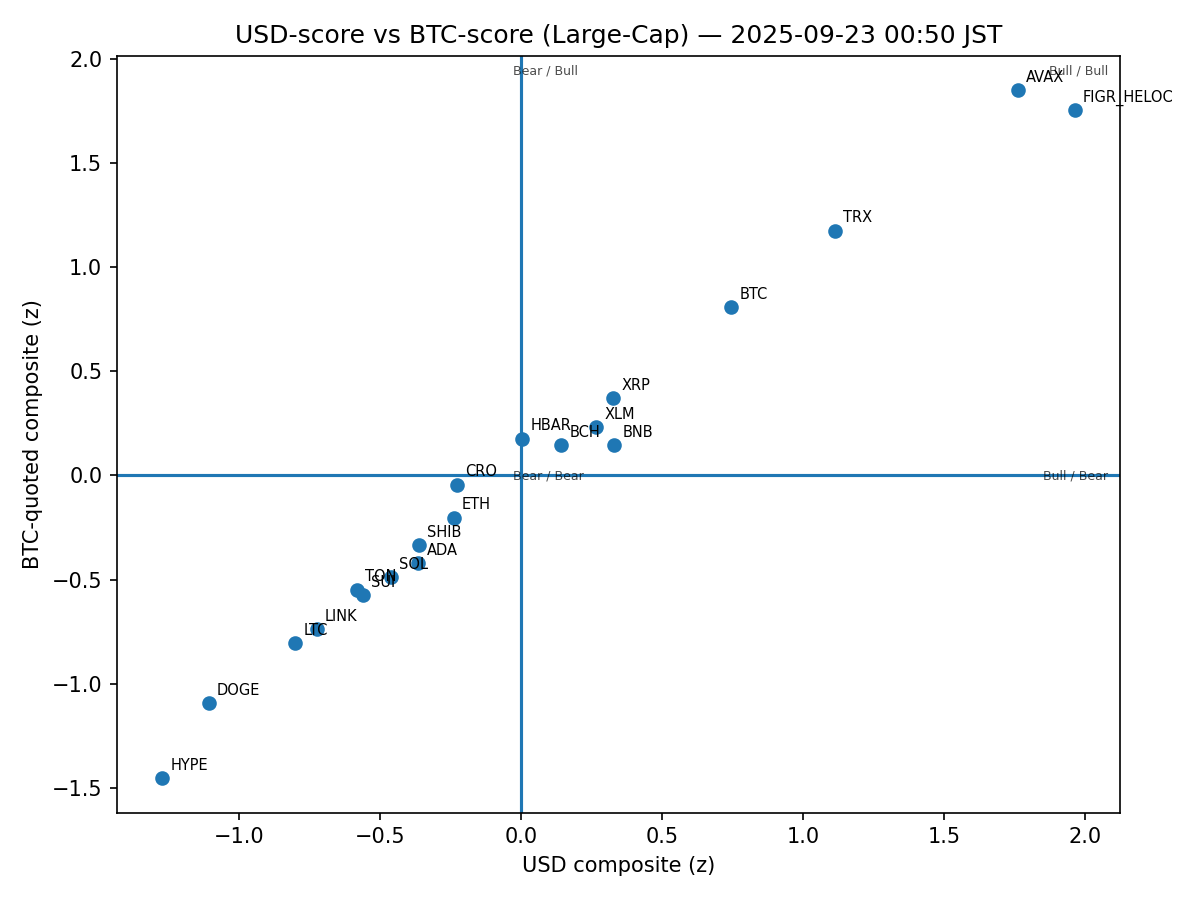 USD-score vs BTC-score (Large-Cap) — 2025-09-23 00:50 JST
2.0
1.5
1.0
0.5
0.0
−0.5
−1.0
−1.5
BTC-quoted composite (z)
Bear / Bull
Bull / Bull
AVAX
FIGR_HELOC
TRX
BTC
XRP
XLM
HBAR
BCH
BNB
CRO
Bear / Bear
Bull / Bear
ETH
SHIB
ADA
SOL
TON
SUI
LINK
LTC
DOGE
HYPE
−1.0
−0.5
0.0
0.5
1.0
1.5
2.0
USD composite (z)